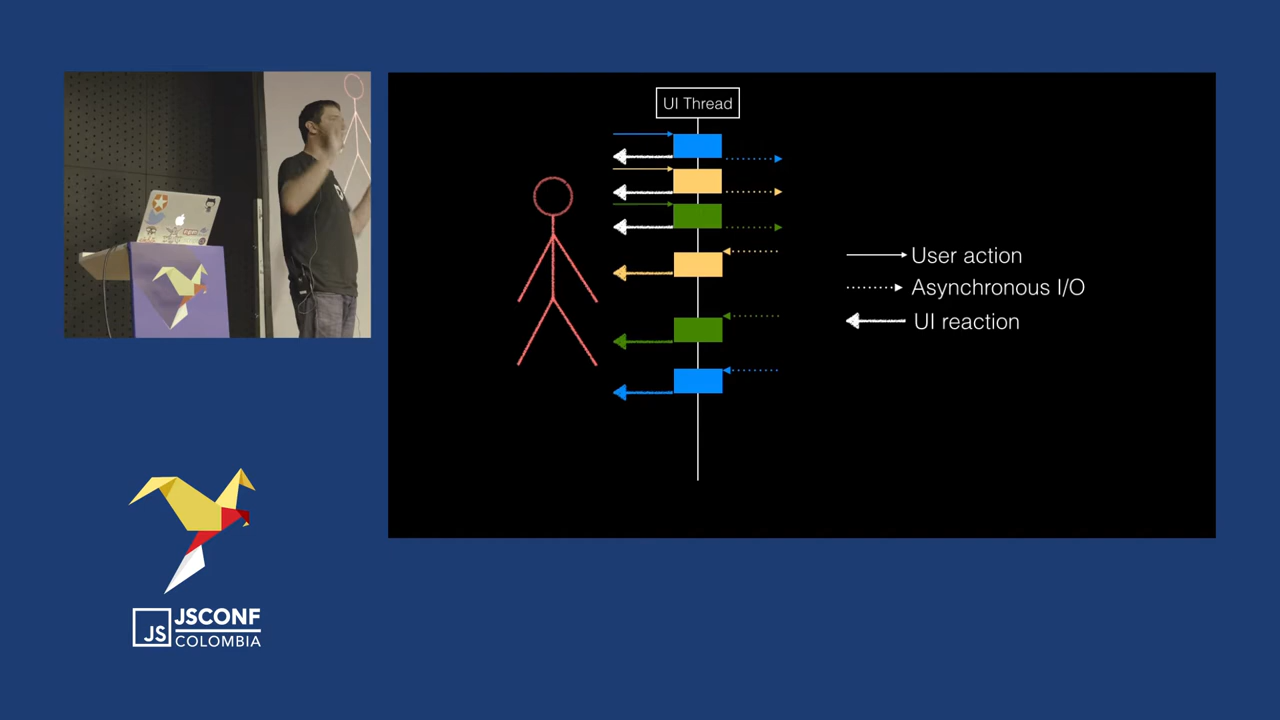 UI Thread
User action
Asynchronous I/O
UI reaction
JS
JSCONF
COLOMBIA